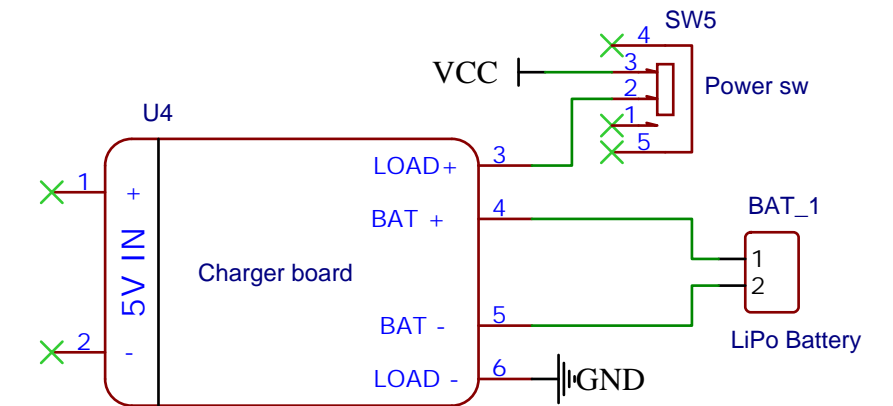 SW5
4
VCC
3
2
Power sw
1
5
U4
1
+
5V IN
2
-
Charger board
LOAD+
3
BAT +
4
BAT -
5
LOAD -
6
GND
BAT_1
1
2
LiPo Battery